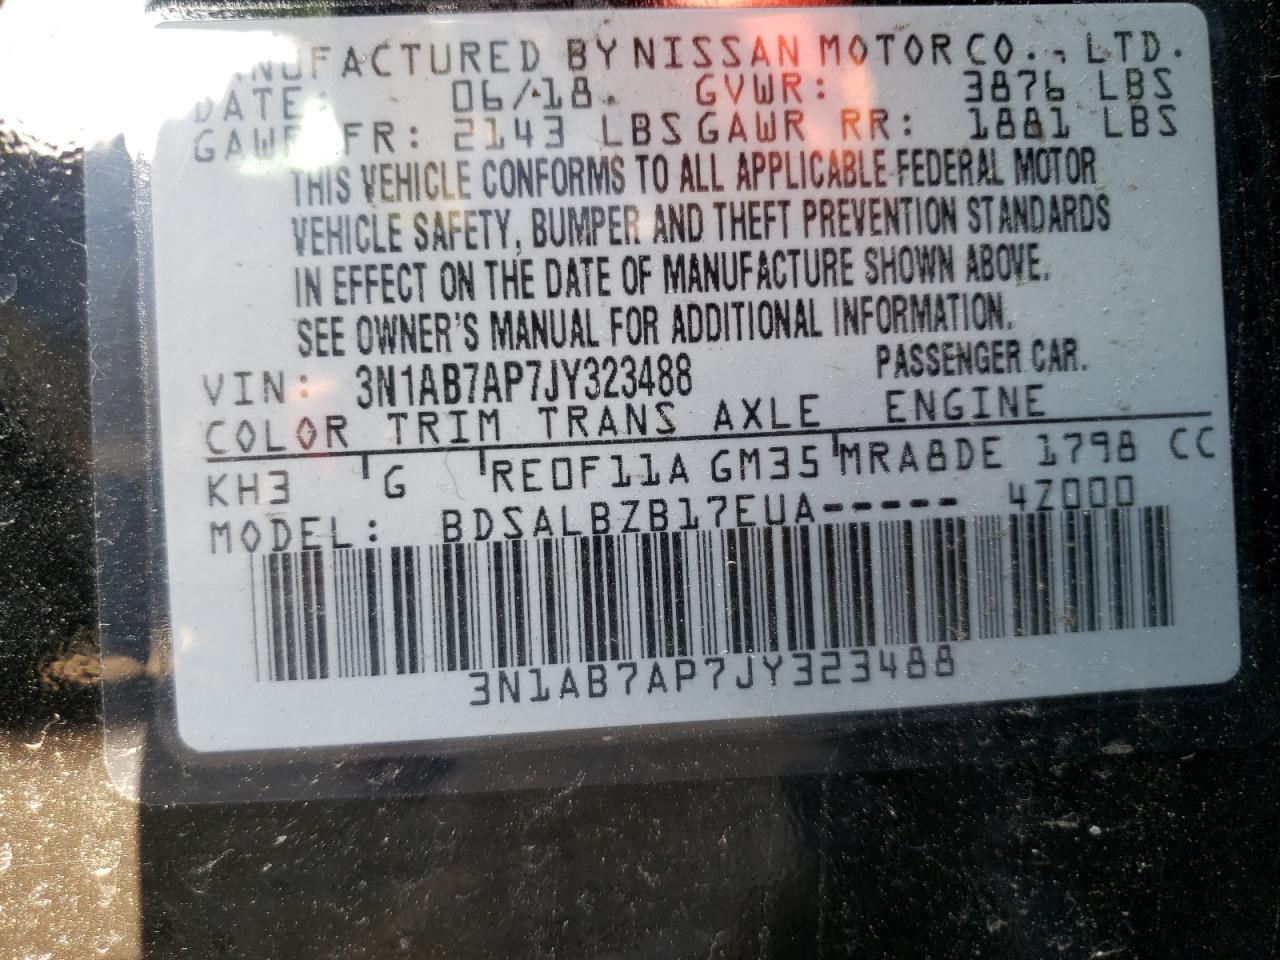 MANUFACTURED BY NISSAN MOTOR CO., LTD.
DATE: 06/18 GVWR: 3876 LBS
GAWR FR: 2143 LBS GAWR RR: 1881 LBS
THIS VEHICLE CONFORMS TO ALL APPLICABLE FEDERAL MOTOR
VEHICLE SAFETY, BUMPER AND THEFT PREVENTION STANDARDS
IN EFFECT ON THE DATE OF MANUFACTURE SHOWN ABOVE.
SEE OWNER'S MANUAL FOR ADDITIONAL INFORMATION.
VIN: 3N1AB7AP7JY323488 PASSENGER CAR.
COLOR TRIM TRANS AXLE ENGINE
KH3 G RE0F11A GM35 MRA8DE 1798 CC
MODEL: BDSALBZB17EUA----- 4Z000
3N1AB7AP7JY323488